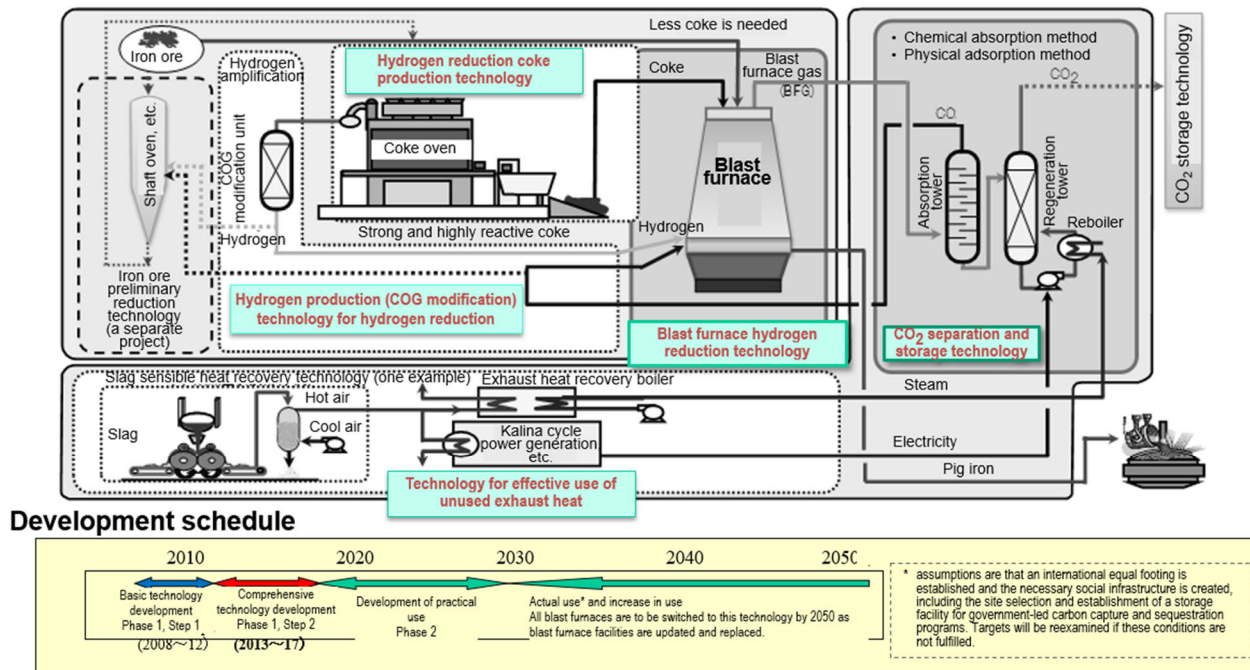 Less coke is needed
Iron ore
Hydrogen
amplification
Hydrogen reduction coke
production technology
Coke
Blast
furnace gas
(BFG)
• Chemical absorption method
• Physical adsorption method
CO2
CO2 storage technology
Shaft oven, etc.
COG
modification unit
Coke oven
Blast
furnace
CO
Absorption
tower
Regeneration
tower
Reboiler
Hydrogen
Strong and highly reactive coke
Hydrogen
Iron ore
preliminary
reduction
technology
(a separate
project)
Hydrogen production (COG modification)
technology for hydrogen reduction
Blast furnace hydrogen
reduction technology
CO2 separation and
storage technology
Slag sensible heat recovery technology (one example)
Exhaust heat recovery boiler
Steam
Hot air
Slag
Cool air
Kalina cycle
power generation,
etc.
Electricity
Pig iron
Technology for effective use of
unused exhaust heat
Development schedule
2010 2020 2030 2040 2050
Basic technology
development
Phase 1, Step 1
(2008～12)
Comprehensive
technology development
Phase 1, Step 2
(2013～17)
Development of practical
use
Phase 2
Actual use* and increase in use
All blast furnaces are to be switched to this technology by 2050 as
blast furnace facilities are updated and replaced.
* assumptions are that an international equal footing is
established and the necessary social infrastructure is created,
including the site selection and establishment of a storage
facility for government-led carbon capture and sequestration
programs. Targets will be reexamined if these conditions are
not fulfilled.